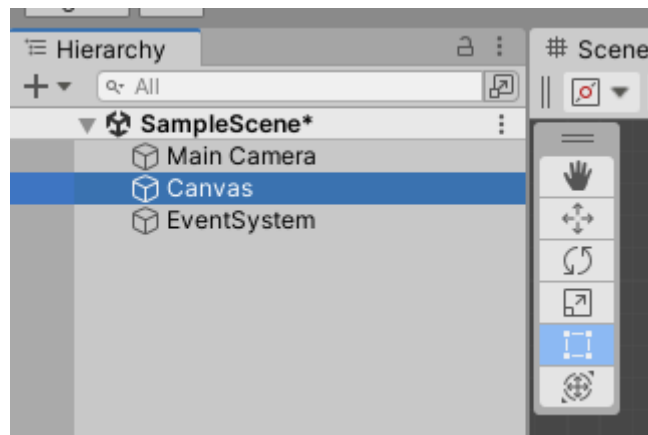 Hierarchy
All
SampleScene*
Main Camera
Canvas
EventSystem
Scene